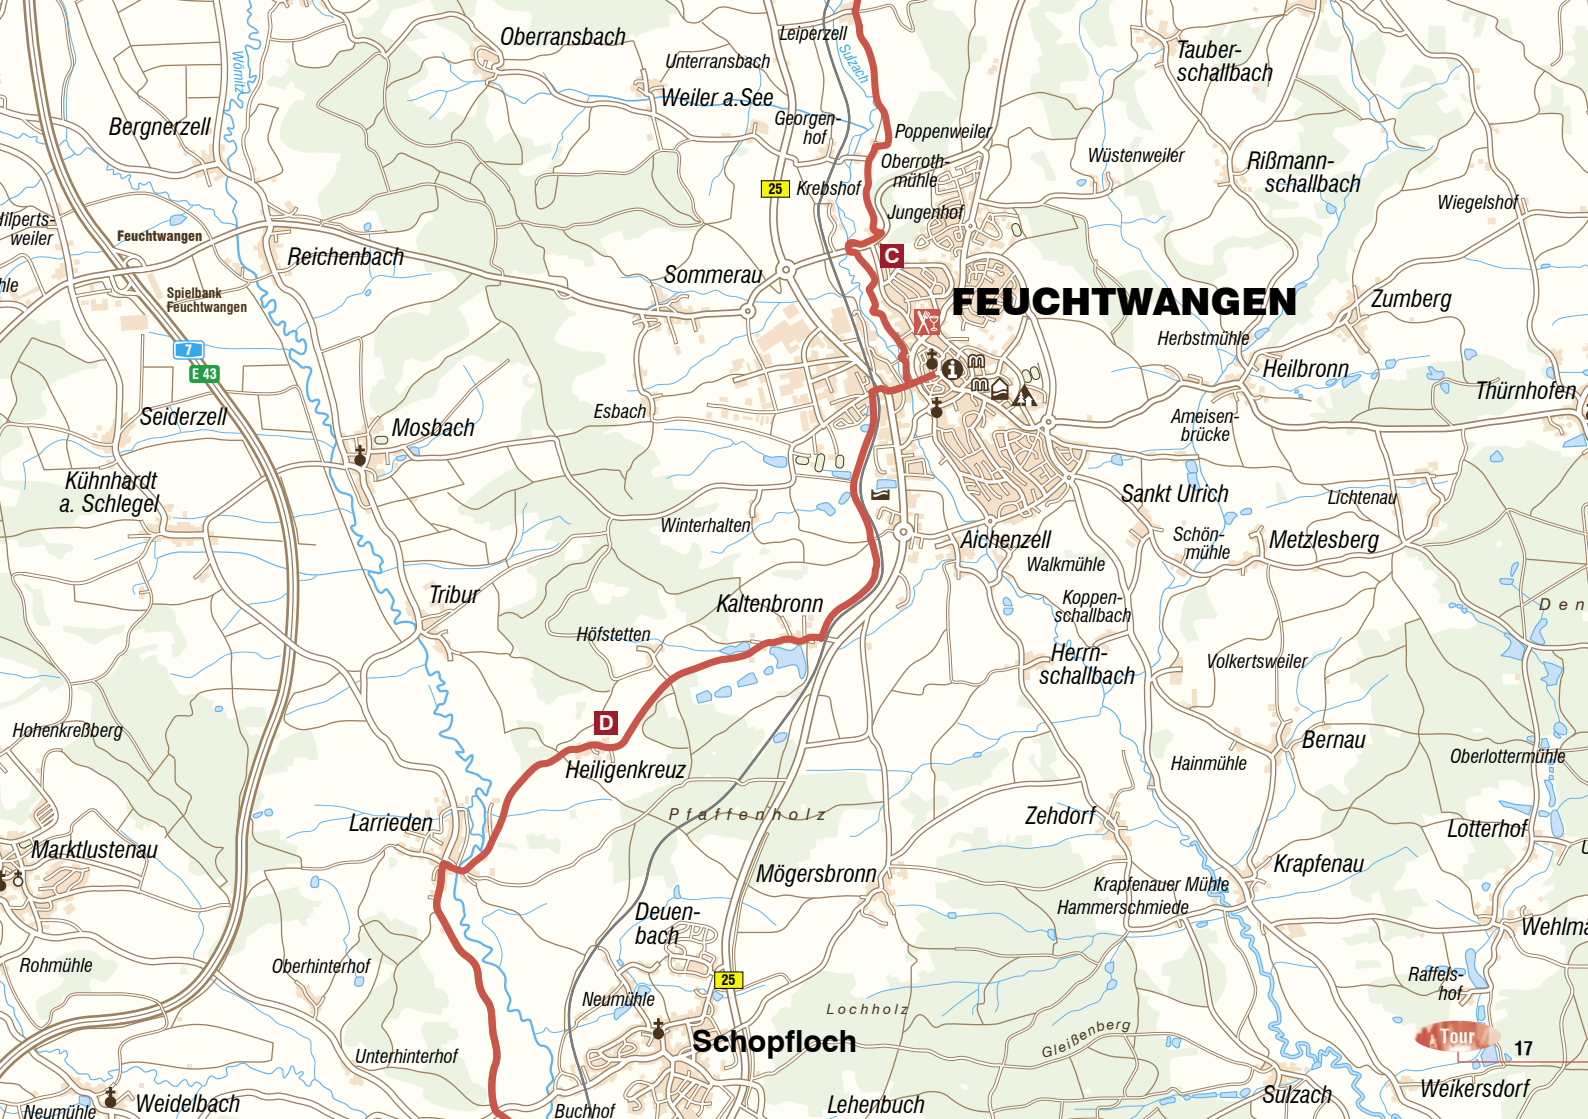 Leiperzell
Sulzach
Oberransbach
Unterransbach
Weiler a.See
Wörnitz
Tauber-
schallbach
Bergnerzell
Georgen-
hof
Poppenweiler
Oberroth-
mühle
Wüstenweiler
Rißmann-
schallbach
25
Krebshof
Jungenhof
Wiegelshof
Hilperts-
weiler
Feuchtwangen
Reichenbach
Sommerau
C
Spielbank
Feuchtwangen
FEUCHTWANGEN
Zumberg
Herbstmühle
7
E 43
Heilbronn
Thürnhofen
i
m
m
Seiderzell
Mosbach
Esbach
Ameisen-
brücke
Kühnhardt
a. Schlegel
Sankt Ulrich
Lichtenau
Winterhalten
Aichenzell
Walkmühle
Schön-
mühle
Metzlesberg
Tribur
Kaltenbronn
Koppen-
schallbach
Den
Höfstetten
Herrn-
schallbach
Volkertsweiler
D
Hohenkreßberg
Heiligenkreuz
Bernau
Hainmühle
Oberlottermühle
Pfaffenholz
Larrieden
Zehdorf
Lotterhof
Marktlustenau
Mögersbronn
Krapfenau
Krapfenauer Mühle
Hammerschmiede
Deuen-
bach
Rohmühle
Oberhinterhof
25
Raffels-
hof
Neumühle
Lochholz
Schopfloch
Gleißenberg
Tour
17
Unterhinterhof
Neumühle
Weidelbach
Buchhof
Lehenbuch
Sulzach
Weikersdorf